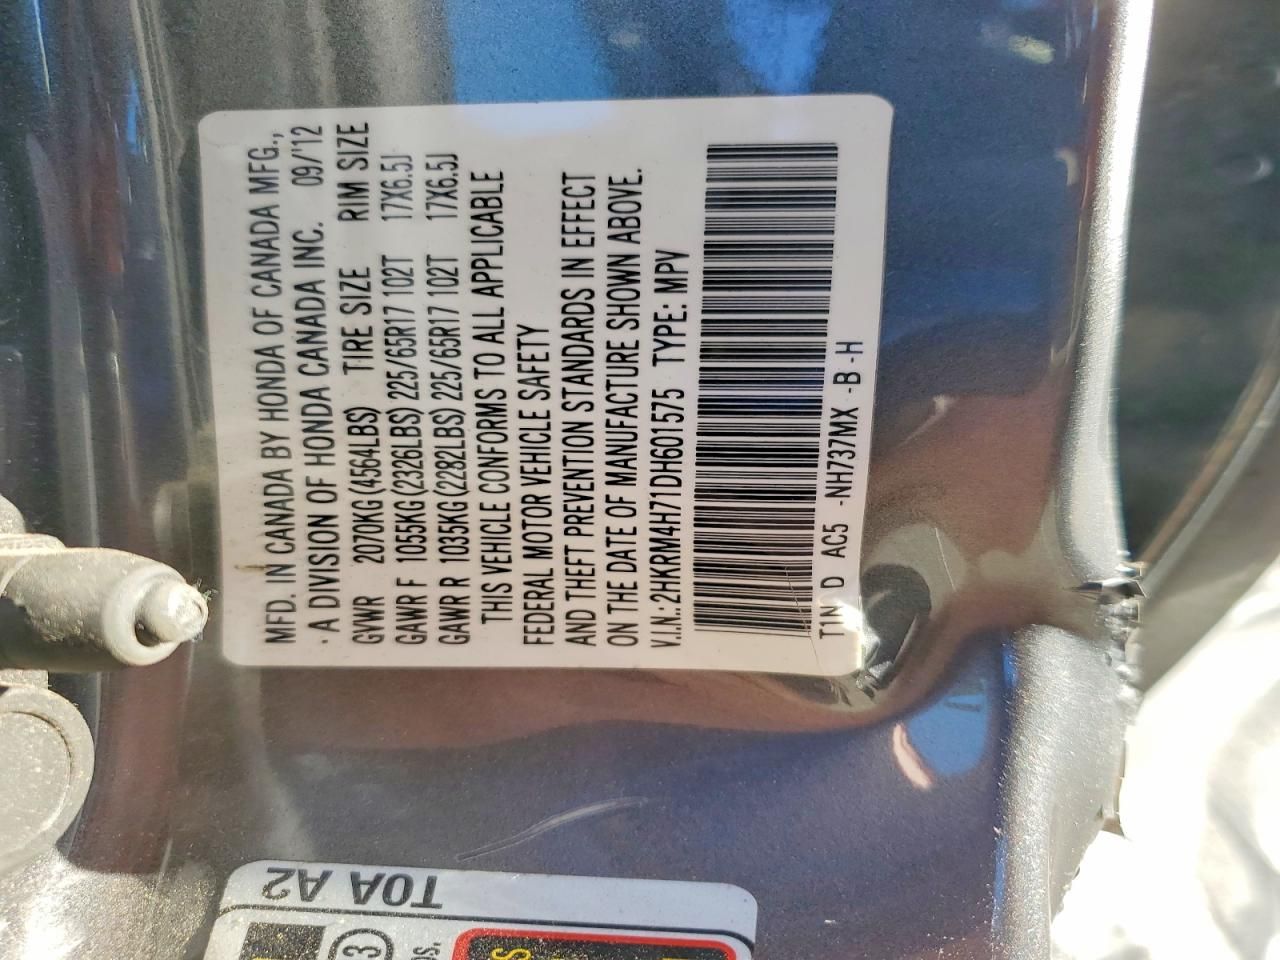 MFD. IN CANADA BY HONDA OF CANADA MFG.,
· A DIVISION OF HONDA CANADA INC. 09/'12
GVWR 2070KG (4564LBS) TIRE SIZE RIM SIZE
GAWR F 1055KG (2326LBS) 225/65R17 102T 17X6.5J
GAWR R 1035KG (2282LBS) 225/65R17 102T 17X6.5J
THIS VEHICLE CONFORMS TO ALL APPLICABLE
FEDERAL MOTOR VEHICLE SAFETY
AND THEFT PREVENTION STANDARDS IN EFFECT
ON THE DATE OF MANUFACTURE SHOWN ABOVE.
V.I.N.: 2HKRM4H71DH601575 TYPE: MPV
D AC5 -NH737MX -B -H
T0A A2
3